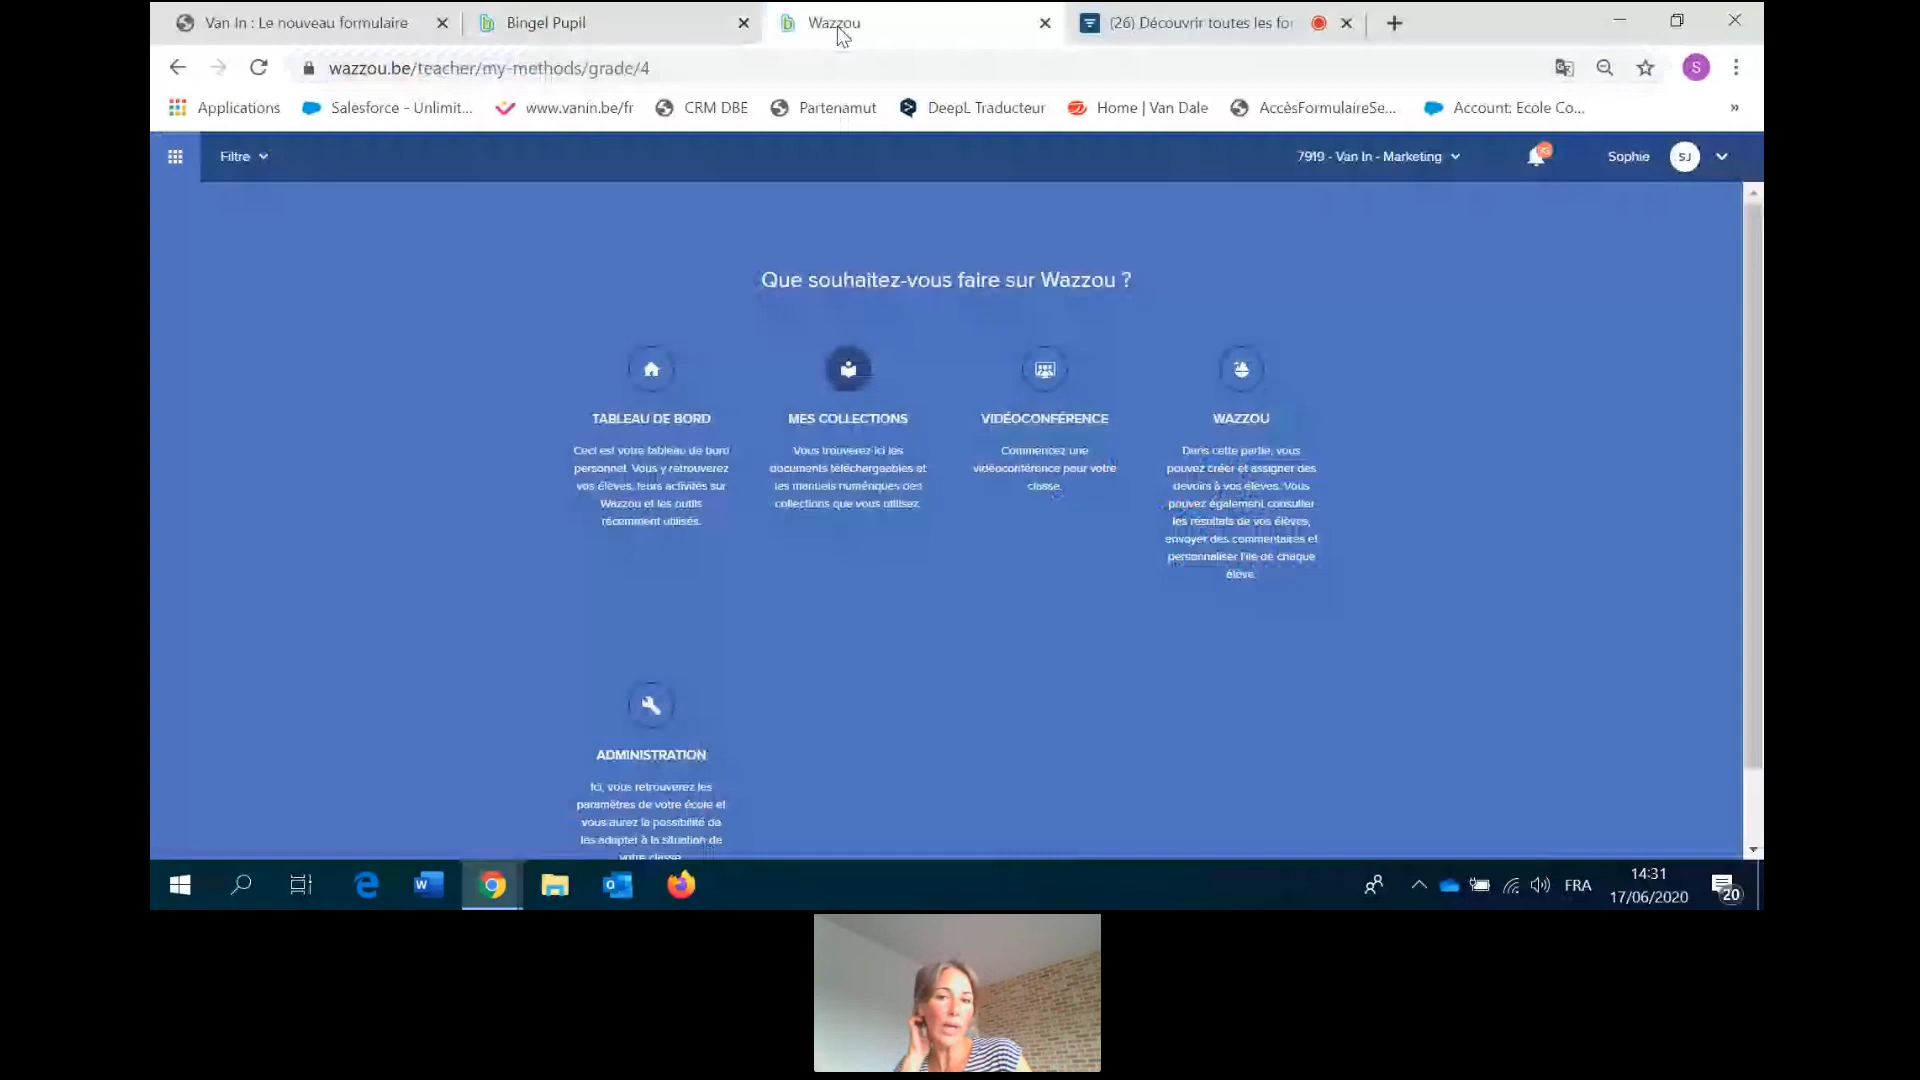 Van In : Le nouveau formulaire
Bingel Pupil
Wazzou
(26) Découvrir toutes les for
wazzou.be/teacher/my-methods/grade/4
S
Applications
Salesforce - Unlimit...
www.vanin.be/fr
CRM DBE
Partenamut
DeepL Traducteur
Home | Van Dale
AccèsFormulaireSe...
Account: Ecole Co...
»
Filtre
7919 - Van In - Marketing
Sophie
SJ
Que souhaitez-vous faire sur Wazzou ?
TABLEAU DE BORD
Ceci est votre tableau de bord
personnel. Vous y retrouverez
vos élèves, leurs activités sur
Wazzou et les outils
récemment utilisés.
MES COLLECTIONS
Vous trouverez ici les
documents téléchargeables et
les manuels numériques des
collections que vous utilisez.
VIDÉOCONFÉRENCE
Commencez une
vidéoconférence pour votre
classe.
WAZZOU
Dans cette partie, vous
pouvez créer et assigner des
devoirs à vos élèves. Vous
pouvez également consulter
les résultats de vos élèves,
envoyer des commentaires et
personnaliser l'île de chaque
élève.
ADMINISTRATION
Ici, vous retrouverez les
paramètres de votre école et
vous aurez la possibilité de
les adapter à la situation de
votre classe.
FRA
14:31
17/06/2020
20